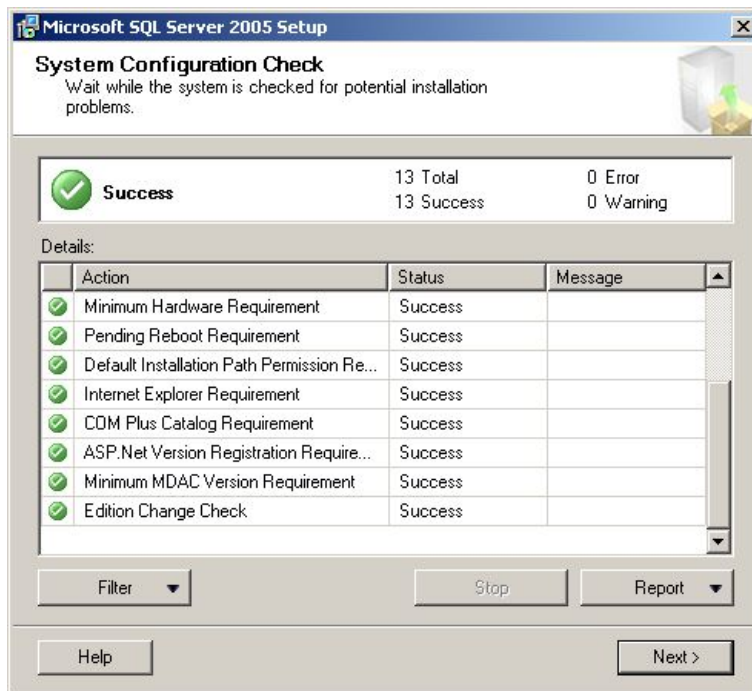 Microsoft SQL Server 2005 Setup
System Configuration Check
Wait while the system is checked for potential installation
problems.
Success
13 Total
0 Error
13 Success
0 Warning
Details:
Action Status Message
Minimum Hardware Requirement Success
Pending Reboot Requirement Success
Default Installation Path Permission Re... Success
Internet Explorer Requirement Success
COM Plus Catalog Requirement Success
ASP.Net Version Registration Require... Success
Minimum MDAC Version Requirement Success
Edition Change Check Success
Filter Stop Report
Help Next >